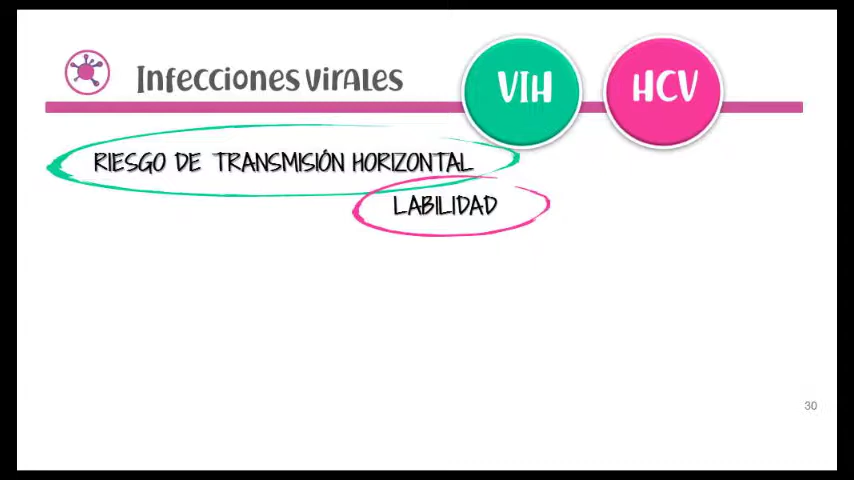 Infecciones virales
VIH
HCV
RIESGO DE TRANSMISIÓN HORIZONTAL
LABILIDAD
30